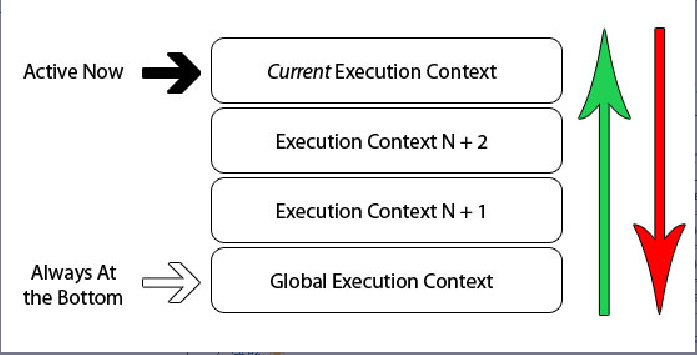 Active Now
Current Execution Context
Execution Context N + 2
Execution Context N + 1
Always At
the Bottom
Global Execution Context